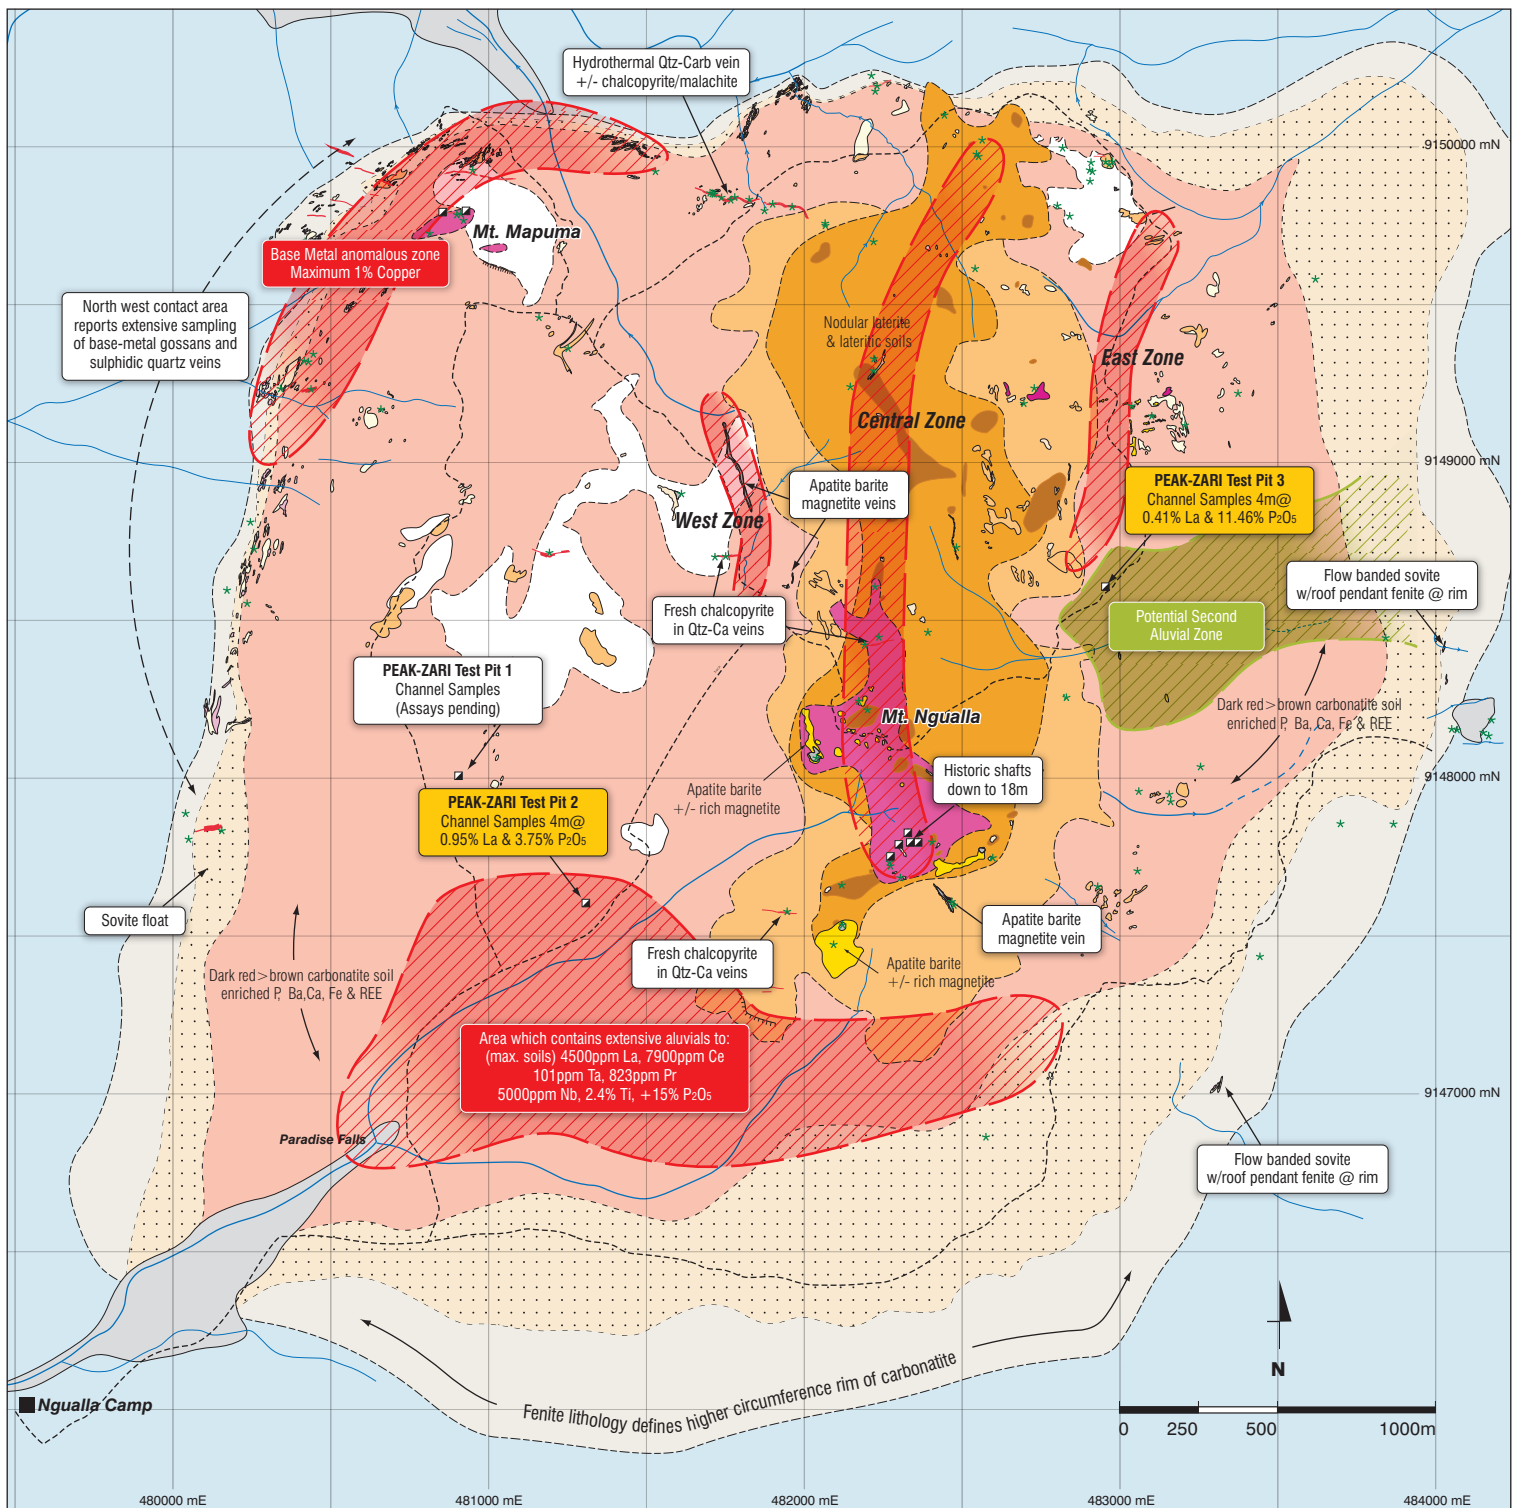 Hydrothermal Qtz-Carb vein
+/- chalcopyrite/malachite
9150000 mN
Mt. Mapuma
Base Metal anomalous zone
Maximum 1% Copper
North west contact area
reports extensive sampling
of base-metal gossans and
sulphidic quartz veins
Nodular laterite
& lateritic soils
East Zone
Central Zone
9149000 mN
Apatite barite
magnetite veins
PEAK-ZARI Test Pit 3
Channel Samples 4m@
0.41% La & 11.46% P2O5
West Zone
Flow banded sovite
w/roof pendant fenite @ rim
Fresh chalcopyrite
in Qtz-Ca veins
Potential Second
Aluvial Zone
PEAK-ZARI Test Pit 1
Channel Samples
(Assays pending)
Mt. Ngualla
Dark red>brown carbonatite soil
enriched P, Ba, Ca, Fe & REE
Historic shafts
down to 18m
9148000 mN
Apatite barite
+/- rich magnetite
PEAK-ZARI Test Pit 2
Channel Samples 4m@
0.95% La & 3.75% P2O5
Sovite float
Apatite barite
magnetite vein
Fresh chalcopyrite
in Qtz-Ca veins
Apatite barite
+/- rich magnetite
Dark red>brown carbonatite soil
enriched P, Ba,Ca, Fe & REE
Area which contains extensive aluvials to:
(max. soils) 4500ppm La, 7900ppm Ce
101ppm Ta, 823ppm Pr
5000ppm Nb, 2.4% Ti, +15% P2O5
9147000 mN
Paradise Falls
Flow banded sovite
w/roof pendant fenite @ rim
Fenite lithology defines higher circumference rim of carbonatite
N
Ngualla Camp
0 250 500 1000m
480000 mE 481000 mE 482000 mE 483000 mE 484000 mE